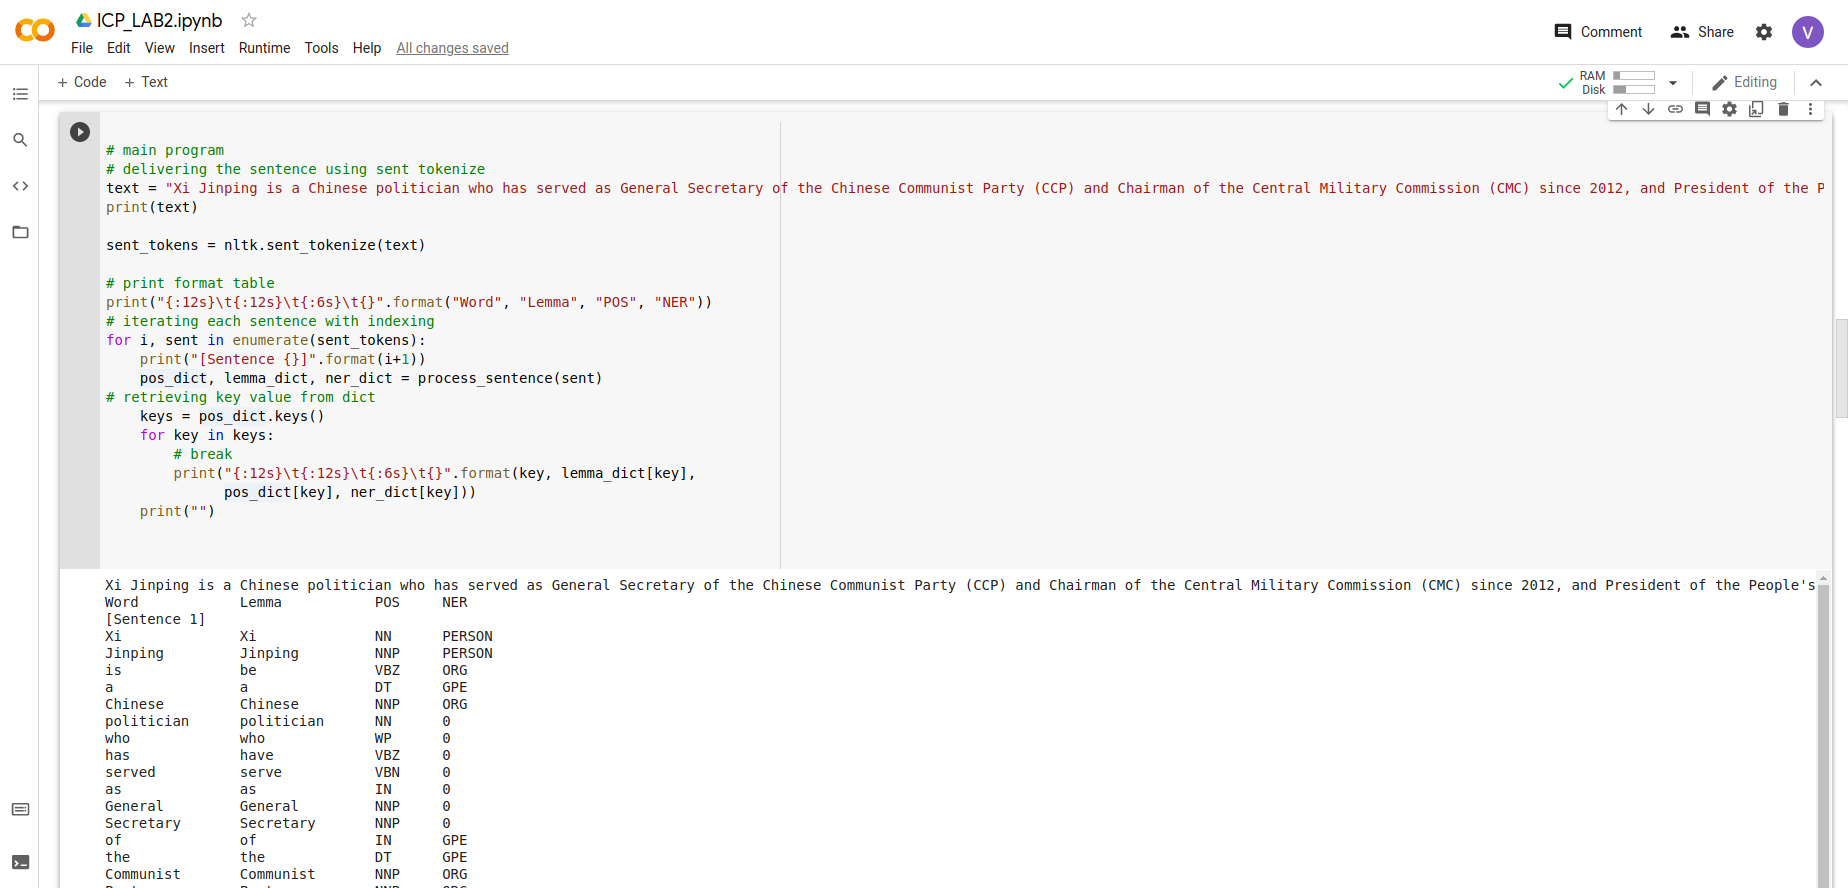 ICP_LAB2.ipynb
File Edit View Insert Runtime Tools Help All changes saved
Comment Share V
+ Code + Text
RAM
Disk
Editing
# main program
# delivering the sentence using sent tokenize
text = "Xi Jinping is a Chinese politician who has served as General Secretary of the Chinese Communist Party (CCP) and Chairman of the Central Military Commission (CMC) since 2012, and President of the P
print(text)
sent_tokens = nltk.sent_tokenize(text)
# print format table
print("{:12s}\t{:12s}\t{:6s}\t{}".format("Word", "Lemma", "POS", "NER"))
# iterating each sentence with indexing
for i, sent in enumerate(sent_tokens):
    print("[Sentence {}]".format(i+1))
    pos_dict, lemma_dict, ner_dict = process_sentence(sent)
# retrieving key value from dict
    keys = pos_dict.keys()
    for key in keys:
        # break
        print("{:12s}\t{:12s}\t{:6s}\t{}".format(key, lemma_dict[key],
              pos_dict[key], ner_dict[key]))
    print("")
Xi Jinping is a Chinese politician who has served as General Secretary of the Chinese Communist Party (CCP) and Chairman of the Central Military Commission (CMC) since 2012, and President of the People's
Word Lemma POS NER
[Sentence 1]
Xi Xi NN PERSON
Jinping Jinping NNP PERSON
is be VBZ ORG
a a DT GPE
Chinese Chinese NNP ORG
politician politician NN 0
who who WP 0
has have VBZ 0
served serve VBN 0
as as IN 0
General General NNP 0
Secretary Secretary NNP 0
of of IN GPE
the the DT GPE
Communist Communist NNP ORG